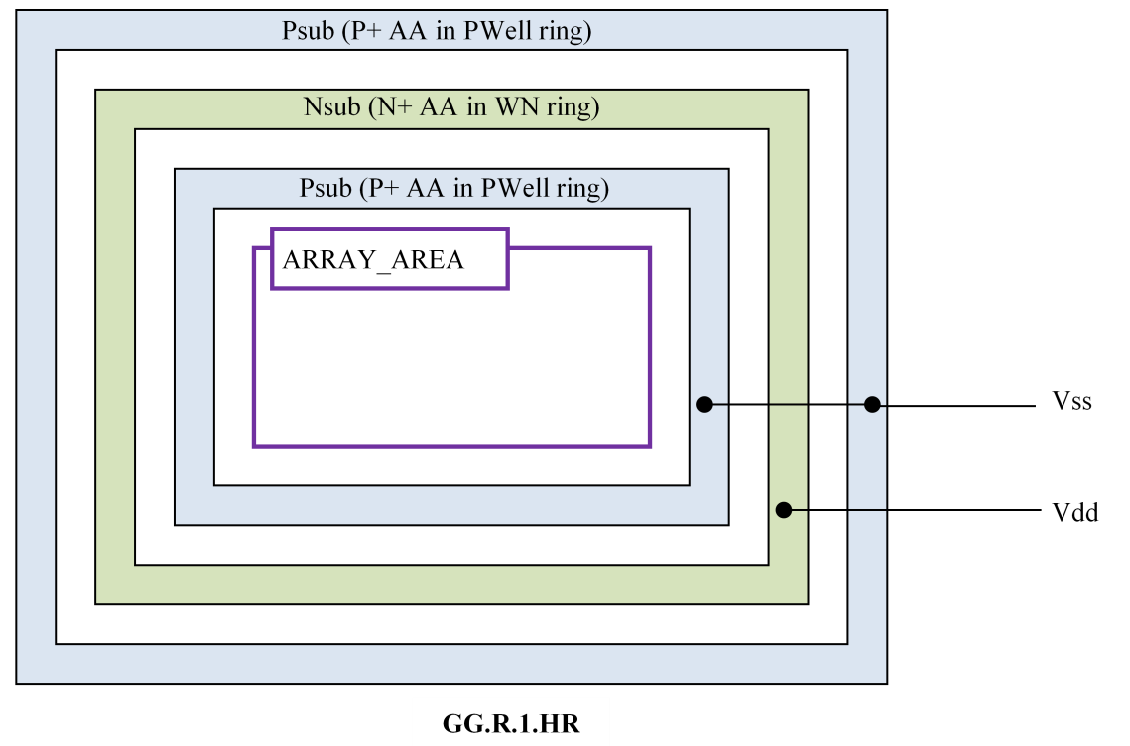 Psub (P+ AA in PWell ring)
Nsub (N+ AA in WN ring)
Psub (P+ AA in PWell ring)
ARRAY_AREA
Vss
Vdd
GG.R.1.HR